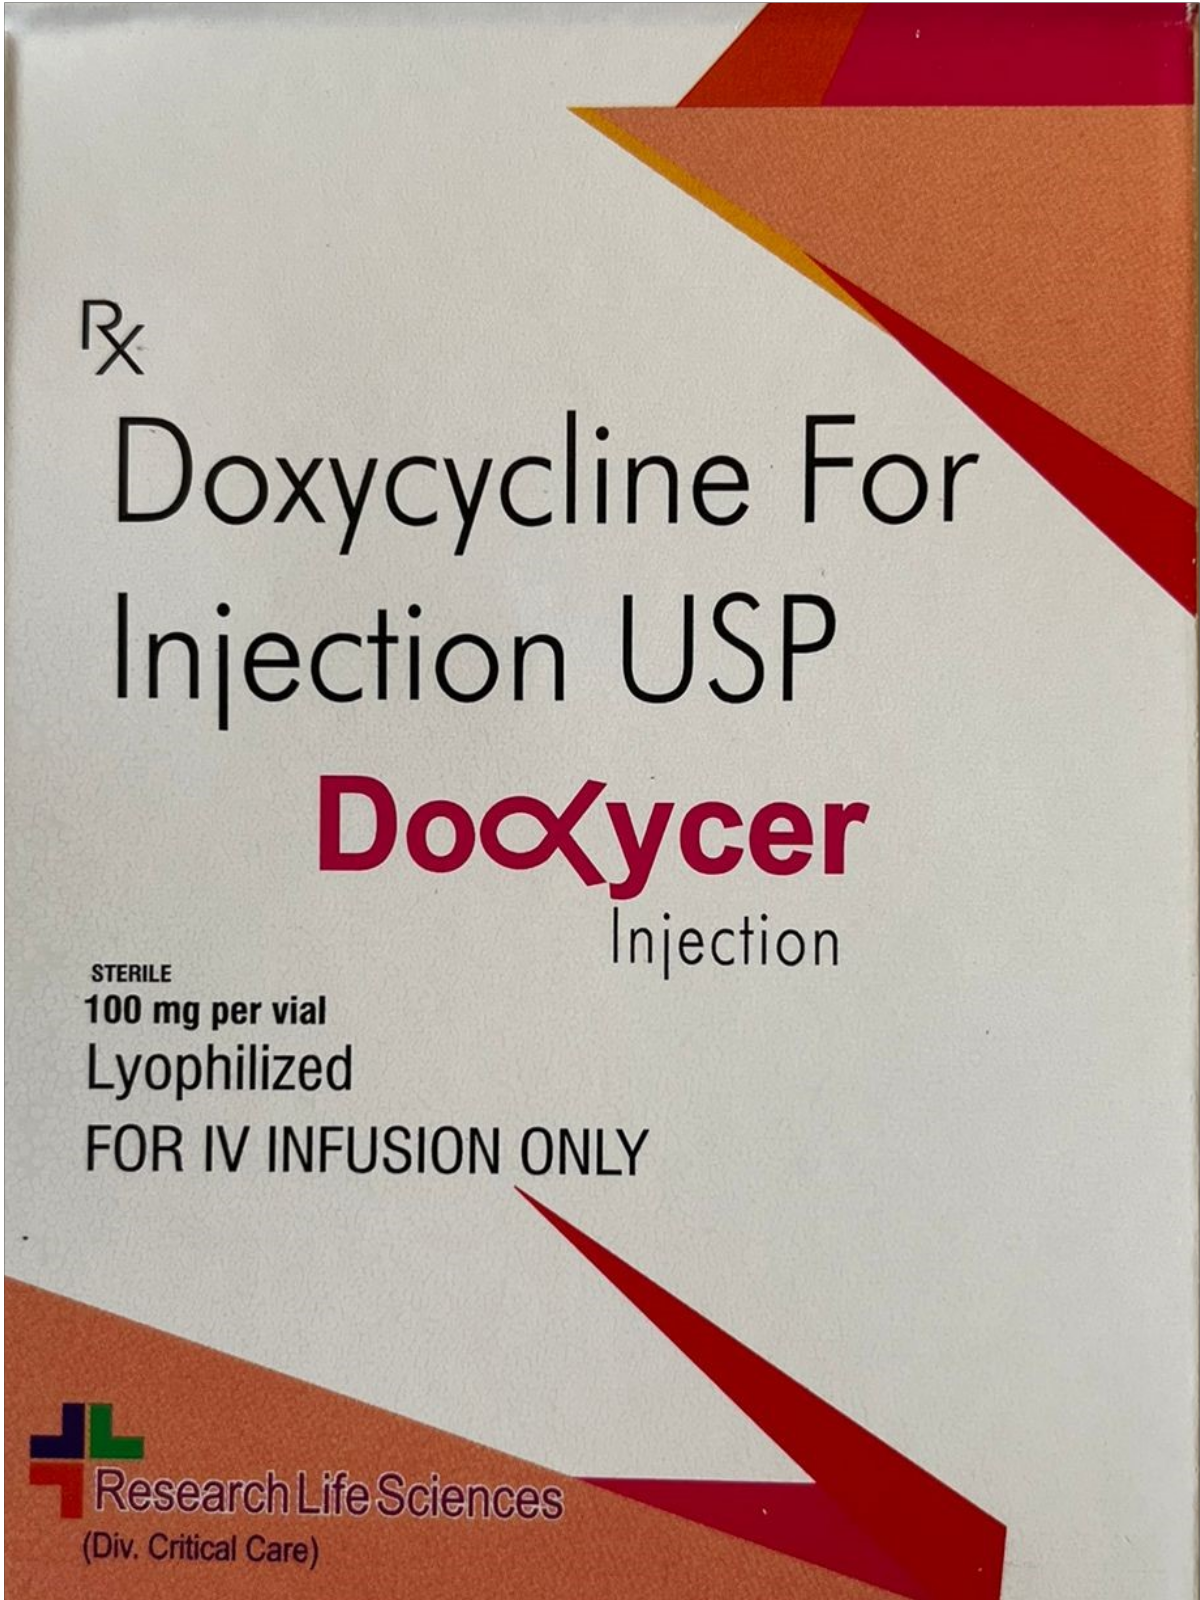 Rx
Doxycycline For
Injection USP
Doxycer
Injection
STERILE
100 mg per vial
Lyophilized
FOR IV INFUSION ONLY
Research Life Sciences
(Div. Critical Care)